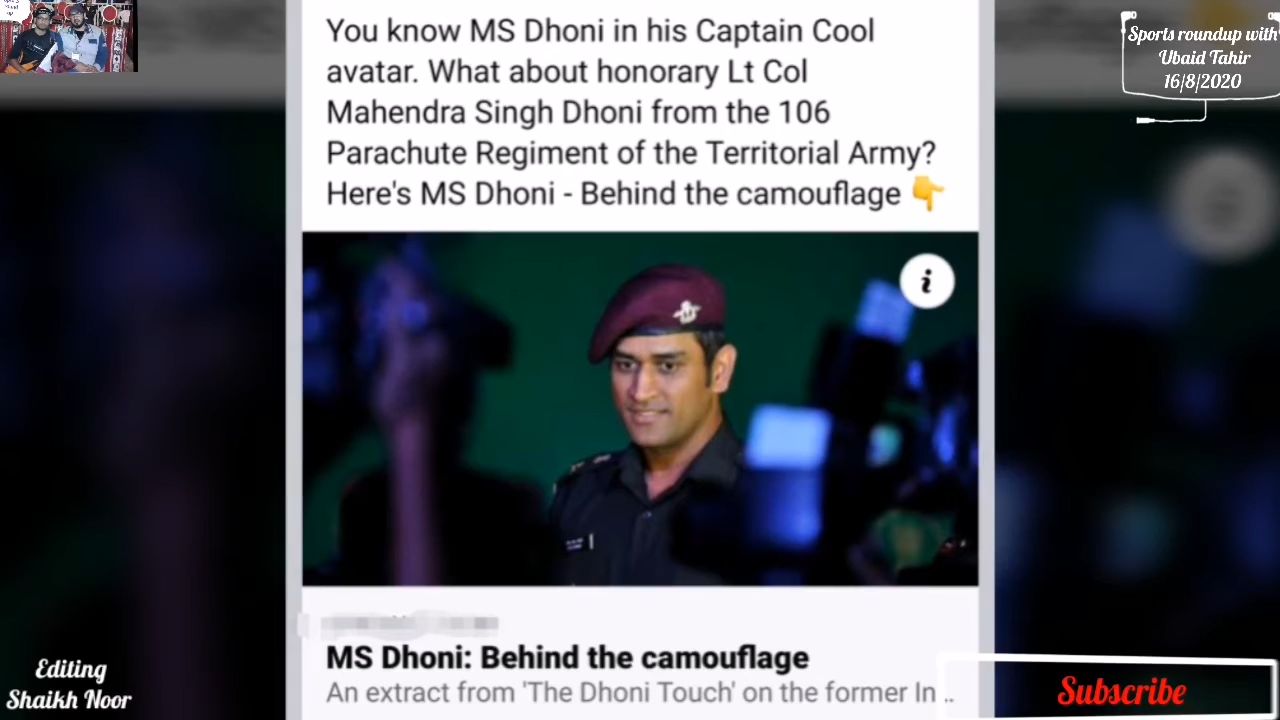 You know MS Dhoni in his Captain Cool
avatar. What about honorary Lt Col
Mahendra Singh Dhoni from the 106
Parachute Regiment of the Territorial Army?
Here's MS Dhoni - Behind the camouflage 👇
i
MS Dhoni: Behind the camouflage
An extract from 'The Dhoni Touch' on the former In ..
Sports roundup with
Ubaid Tahir
16/8/2020
Editing
Shaikh Noor
Subscribe